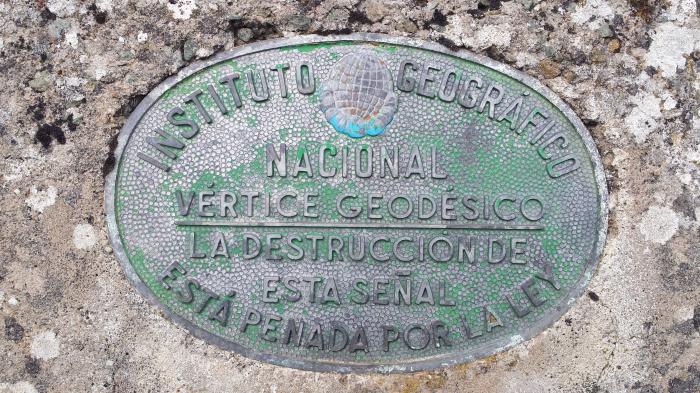 INSTITUTO GEOGRÁFICO
NACIONAL
VÉRTICE GEODÉSICO
LA DESTRUCCIÓN DE
ESTA SEÑAL
ESTÁ PENADA POR LA LEY